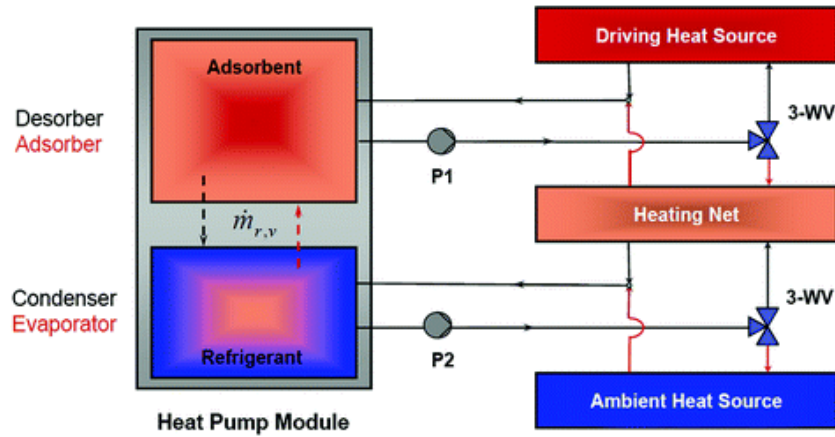 Driving Heat Source
Adsorbent
3-WV
Desorber
Adsorber
P1
Heating Net
ṁr,v
Condenser
Evaporator
3-WV
P2
Refrigerant
Ambient Heat Source
Heat Pump Module